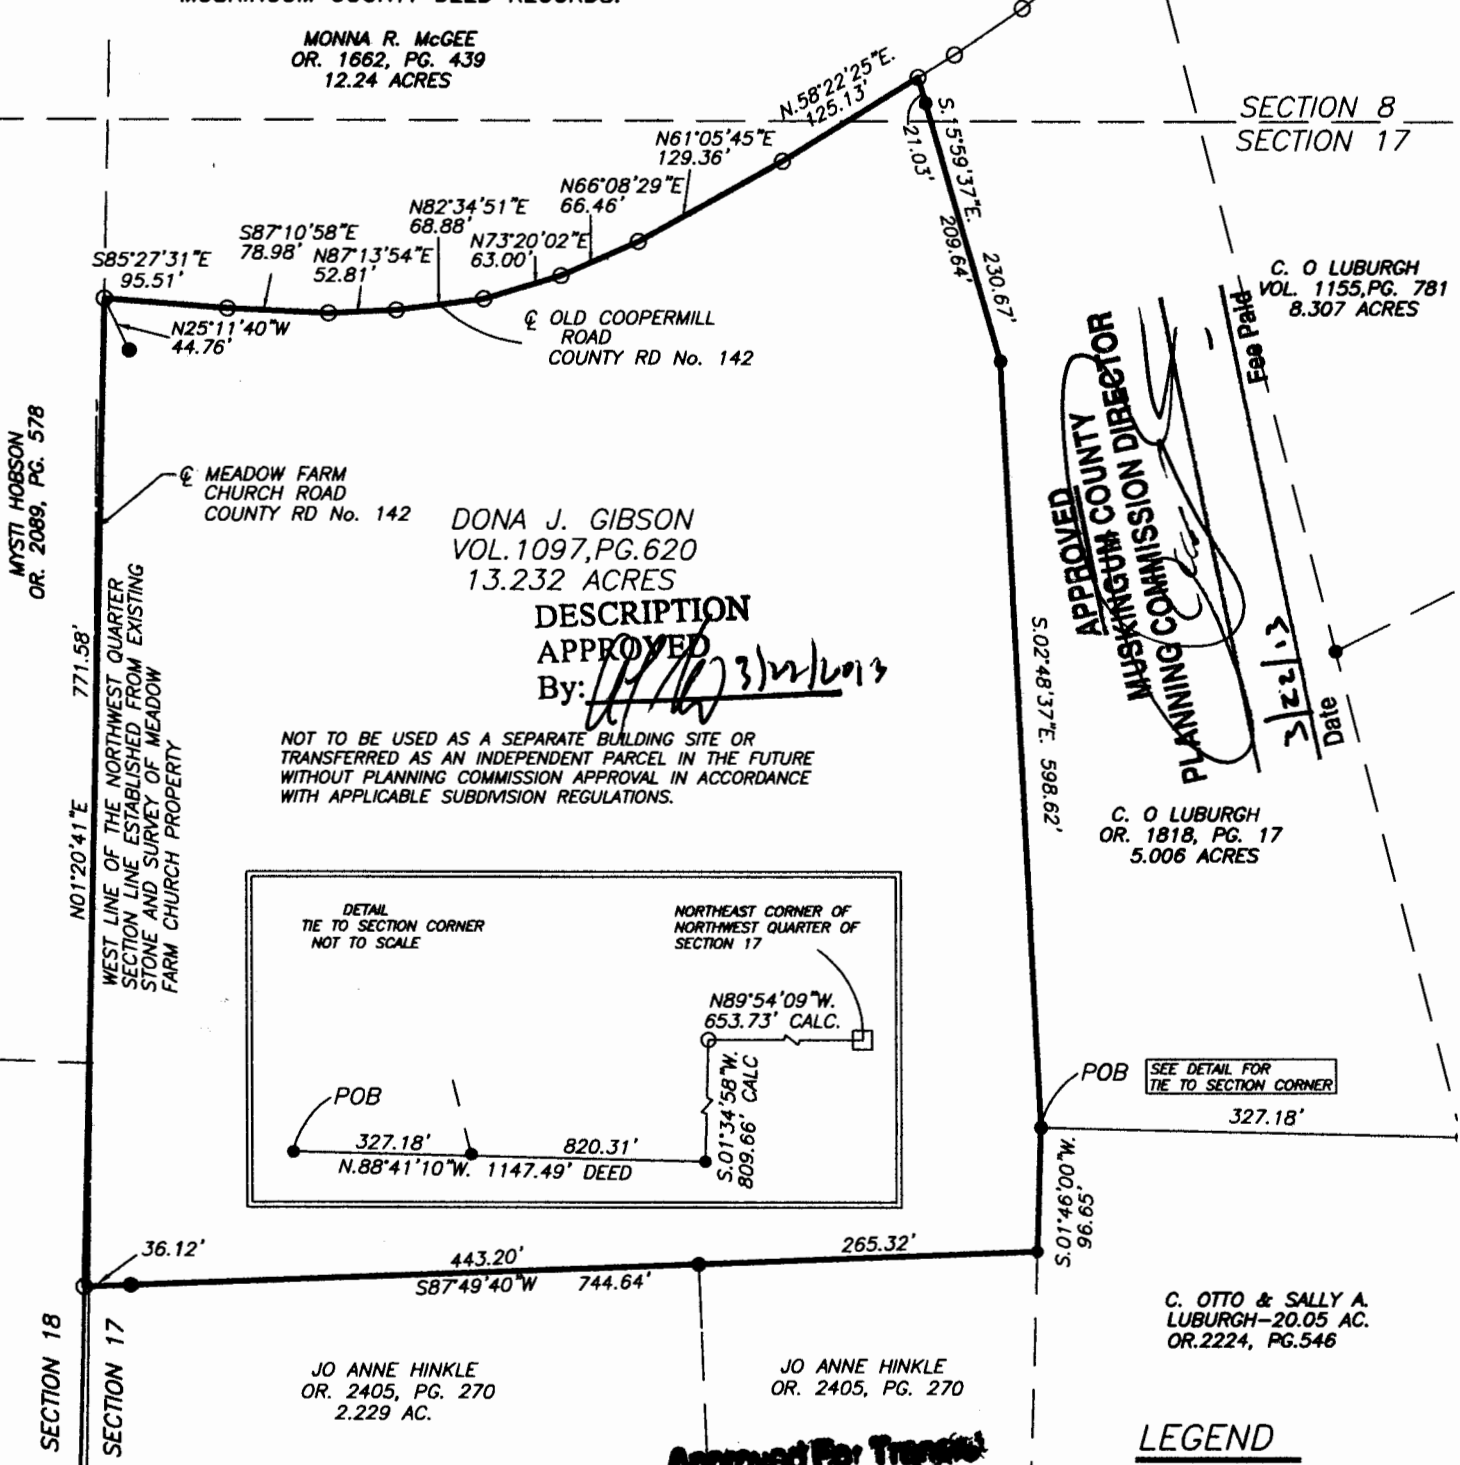 MONNA R. McGEE
OR. 1662, PG. 439
12.24 ACRES
N.58°22'25"E.
125.13'
SECTION 8
SECTION 17
S.15°59'37"E.
21.03'
209.64'
230.67'
N61°05'45"E
129.36'
N66°08'29"E
66.46'
N82°34'51"E
68.88'
N73°20'02"E
63.00'
S87°10'58"E
78.98'
N87°13'54"E
52.81'
S85°27'31"E
95.51'
N25°11'40"W
44.76'
℄ OLD COOPERMILL
ROAD
COUNTY RD No. 142
C. O LUBURGH
VOL. 1155,PG. 781
8.307 ACRES
MYSTI HOBSON
OR. 2089, PG. 578
℄ MEADOW FARM
CHURCH ROAD
COUNTY RD No. 142
DONA J. GIBSON
VOL.1097,PG.620
13.232 ACRES
DESCRIPTION
APPROVED
By: 3/22/2013
APPROVED
MUSKINGUM COUNTY
PLANNING COMMISSION DIRECTOR
Fee Paid
3/22/13
Date
NOT TO BE USED AS A SEPARATE BUILDING SITE OR
TRANSFERRED AS AN INDEPENDENT PARCEL IN THE FUTURE
WITHOUT PLANNING COMMISSION APPROVAL IN ACCORDANCE
WITH APPLICABLE SUBDIVISION REGULATIONS.
N01°20'41"E 771.58'
WEST LINE OF THE NORTHWEST QUARTER
SECTION LINE ESTABLISHED FROM EXISTING
STONE AND SURVEY OF MEADOW
FARM CHURCH PROPERTY
S.02°48'37"E. 598.62'
C. O LUBURGH
OR. 1818, PG. 17
5.006 ACRES
DETAIL
TIE TO SECTION CORNER
NOT TO SCALE
NORTHEAST CORNER OF
NORTHWEST QUARTER OF
SECTION 17
N89°54'09"W.
653.73' CALC.
S.01°34'58"W.
809.66' CALC
POB
327.18'
820.31'
N.88°41'10"W. 1147.49' DEED
POB
SEE DETAIL FOR
TIE TO SECTION CORNER
327.18'
S.01°46'00"W.
96.65'
36.12'
443.20'
265.32'
S87°49'40"W 744.64'
SECTION 18
SECTION 17
JO ANNE HINKLE
OR. 2405, PG. 270
2.229 AC.
JO ANNE HINKLE
OR. 2405, PG. 270
C. OTTO & SALLY A.
LUBURGH-20.05 AC.
OR.2224, PG.546
Approved For Transfer
LEGEND